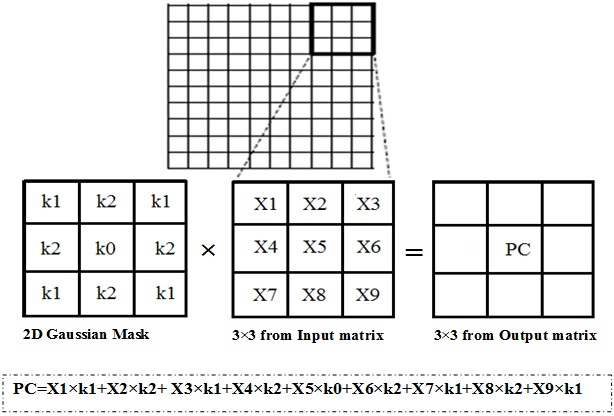 k1 k2 k1 X1 X2 X3
k2 k0 k2 × X4 X5 X6 = PC
k1 k2 k1 X7 X8 X9
2D Gaussian Mask 3×3 from Input matrix 3×3 from Output matrix
PC=X1×k1+X2×k2+ X3×k1+X4×k2+X5×k0+X6×k2+X7×k1+X8×k2+X9×k1